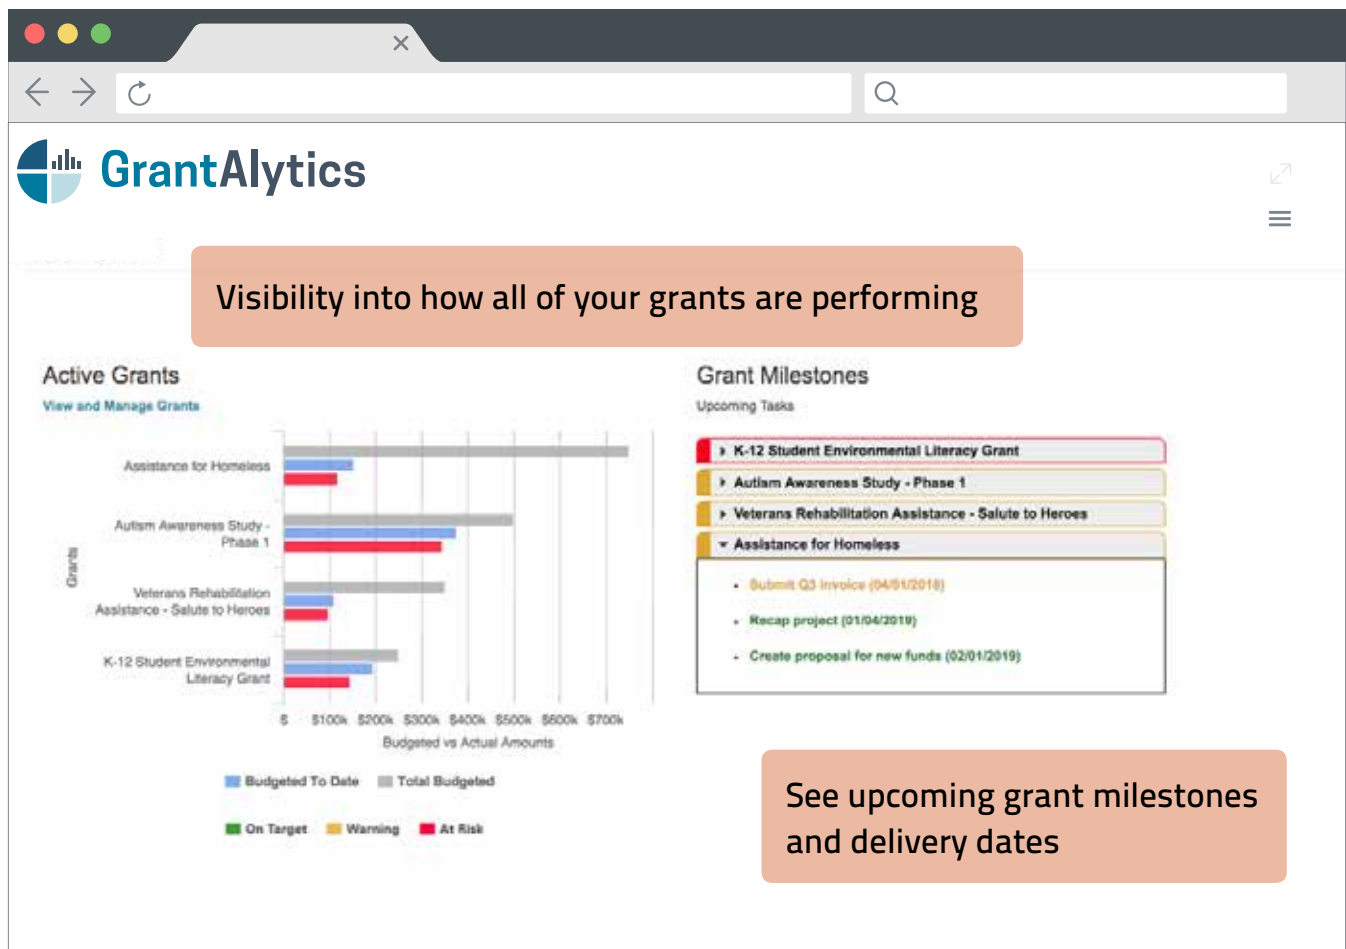 GrantAlytics
Visibility into how all of your grants are performing
Active Grants
View and Manage Grants
Grants
Assistance for Homeless
Autism Awareness Study -
Phase 1
Veterans Rehabilitation
Assistance - Salute to Heroes
K-12 Student Environmental
Literacy Grant
$ $100k $200k $300k $400k $500k $600k $700k
Budgeted vs Actual Amounts
Budgeted To Date Total Budgeted
On Target Warning At Risk
Grant Milestones
Upcoming Tasks
K-12 Student Environmental Literacy Grant
Autism Awareness Study - Phase 1
Veterans Rehabilitation Assistance - Salute to Heroes
Assistance for Homeless
Submit Q3 invoice (04/01/2018)
Recap project (01/04/2019)
Create proposal for new funds (02/01/2019)
See upcoming grant milestones
and delivery dates